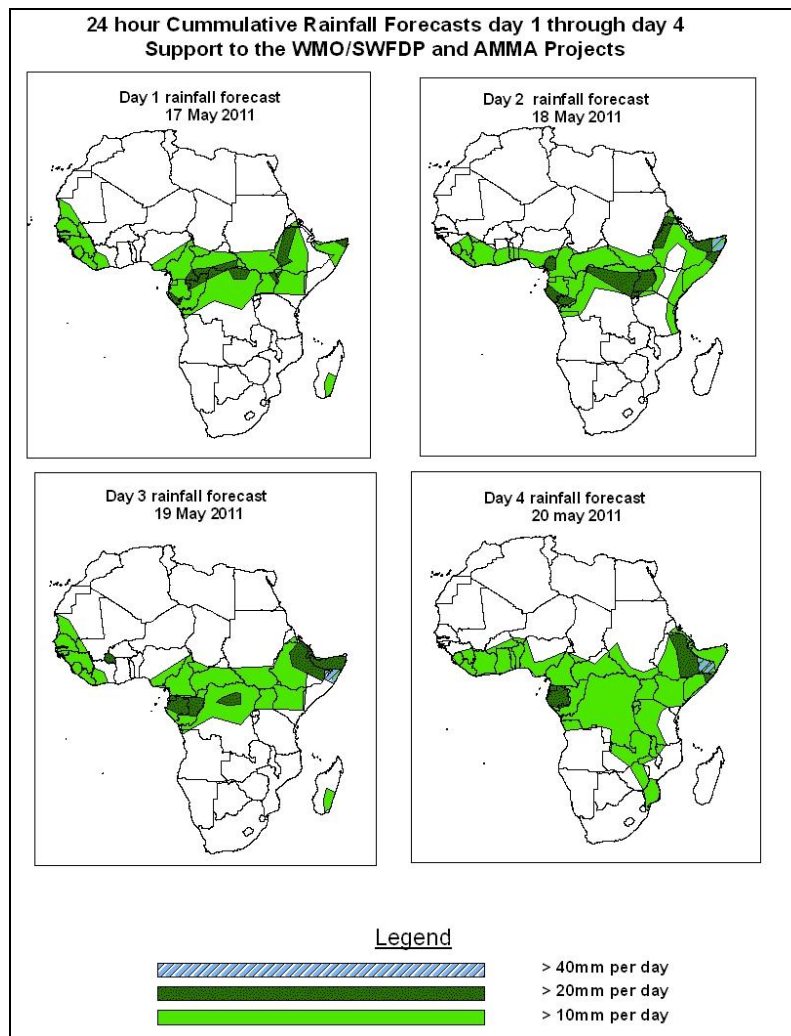 24 hour Cummulative Rainfall Forecasts day 1 through day 4
Support to the WMO/SWFDP and AMMA Projects
Day 1 rainfall forecast
17 May 2011
Day 2 rainfall forecast
18 May 2011
Day 3 rainfall forecast
19 May 2011
Day 4 rainfall forecast
20 may 2011
Legend
> 40mm per day
> 20mm per day
> 10mm per day